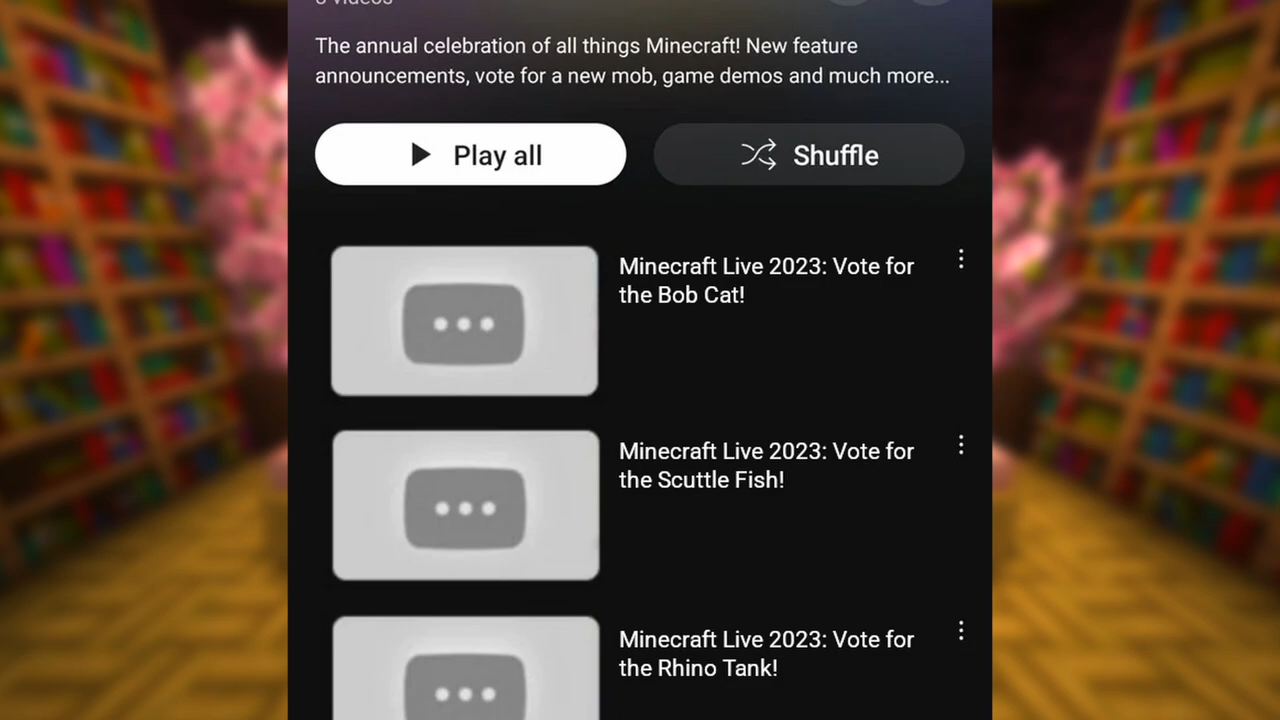 videos
The annual celebration of all things Minecraft! New feature
announcements, vote for a new mob, game demos and much more...
Play all
Shuffle
Minecraft Live 2023: Vote for
the Bob Cat!
Minecraft Live 2023: Vote for
the Scuttle Fish!
Minecraft Live 2023: Vote for
the Rhino Tank!